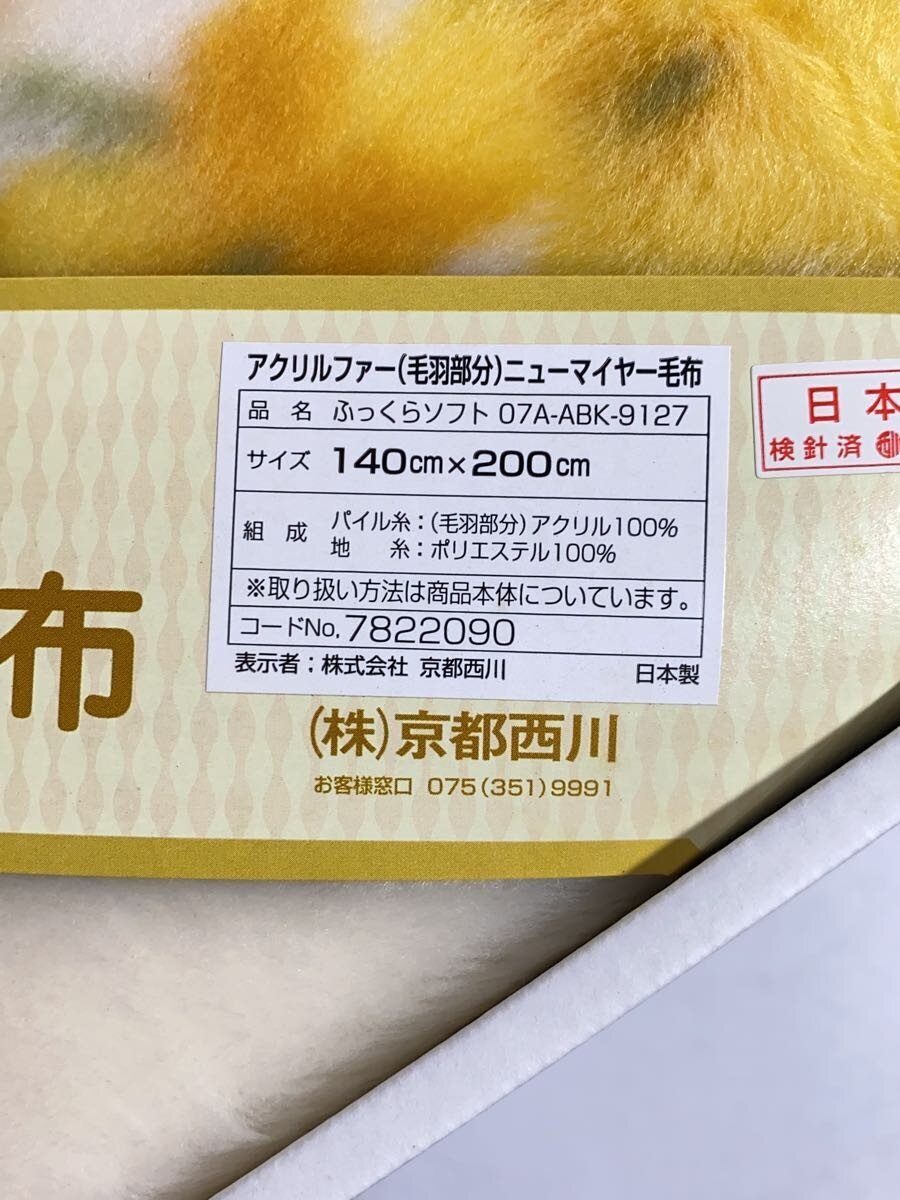 アクリルファー(毛羽部分)ニューマイヤー毛布
品 名 ふっくらソフト 07A-ABK-9127
サイズ 140cm×200cm
組 成 パイル糸:(毛羽部分)アクリル100%
地 糸:ポリエステル100%
※取り扱い方法は商品本体についています。
コードNo. 7822090
表示者;株式会社 京都西川 日本製
日本
検針済
布
(株)京都西川
お客様窓口 075(351)9991